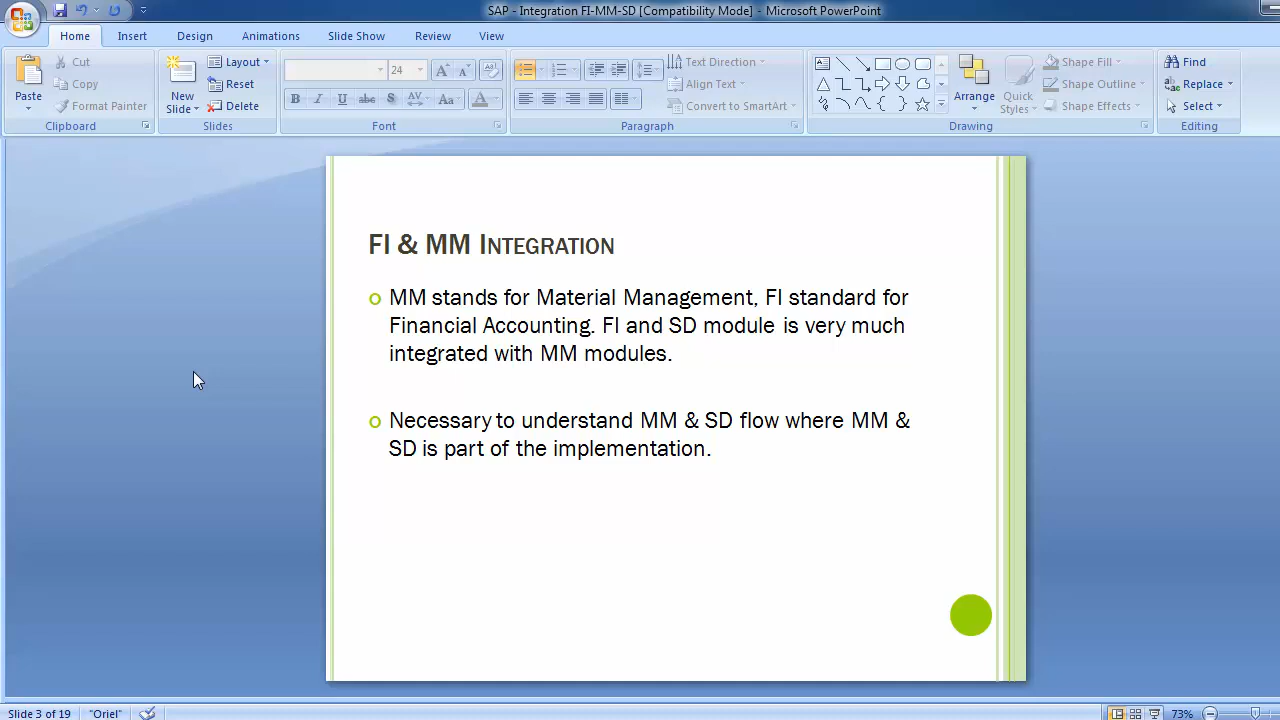 SAP - Integration FI-MM-SD [Compatibility Mode] - Microsoft PowerPoint
Home Insert Design Animations Slide Show Review View
Paste
Cut
Copy
Format Painter
Clipboard
New Slide
Layout
Reset
Delete
Slides
24
Font
Text Direction
Align Text
Convert to SmartArt
Paragraph
Arrange
Quick Styles
Shape Fill
Shape Outline
Shape Effects
Drawing
Find
Replace
Select
Editing
FI & MM INTEGRATION
MM stands for Material Management, FI standard for
Financial Accounting. FI and SD module is very much
integrated with MM modules.
Necessary to understand MM & SD flow where MM &
SD is part of the implementation.
Slide 3 of 19 "Oriel" 73%